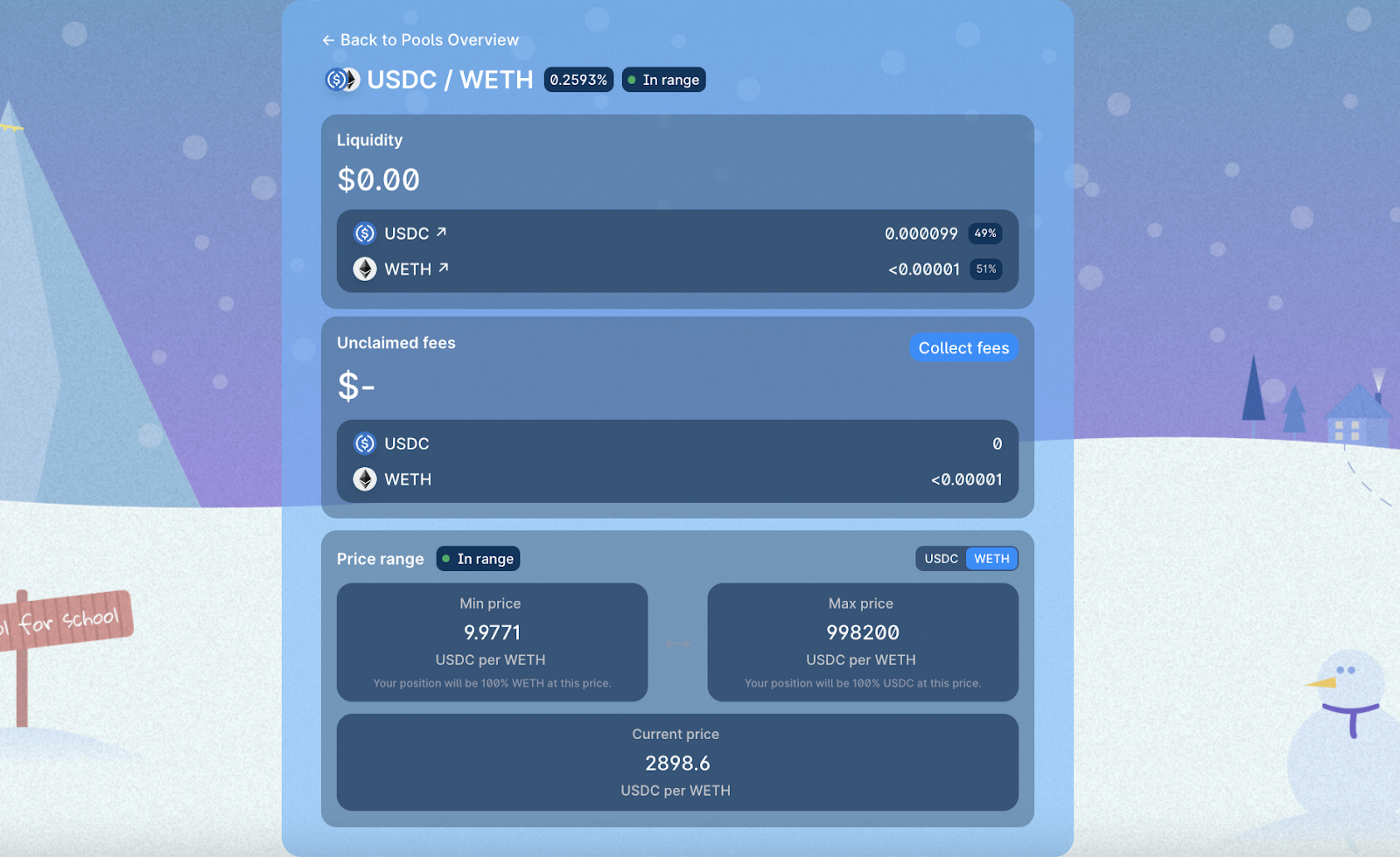 ← Back to Pools Overview
USDC / WETH 0.2593% In range
Liquidity
$0.00
USDC ↗ 0.000099 49%
WETH ↗ <0.00001 51%
Unclaimed fees Collect fees
$-
USDC 0
WETH <0.00001
Price range In range USDC WETH
Min price
9.9771
USDC per WETH
Your position will be 100% WETH at this price.
Max price
998200
USDC per WETH
Your position will be 100% USDC at this price.
Current price
2898.6
USDC per WETH
for school